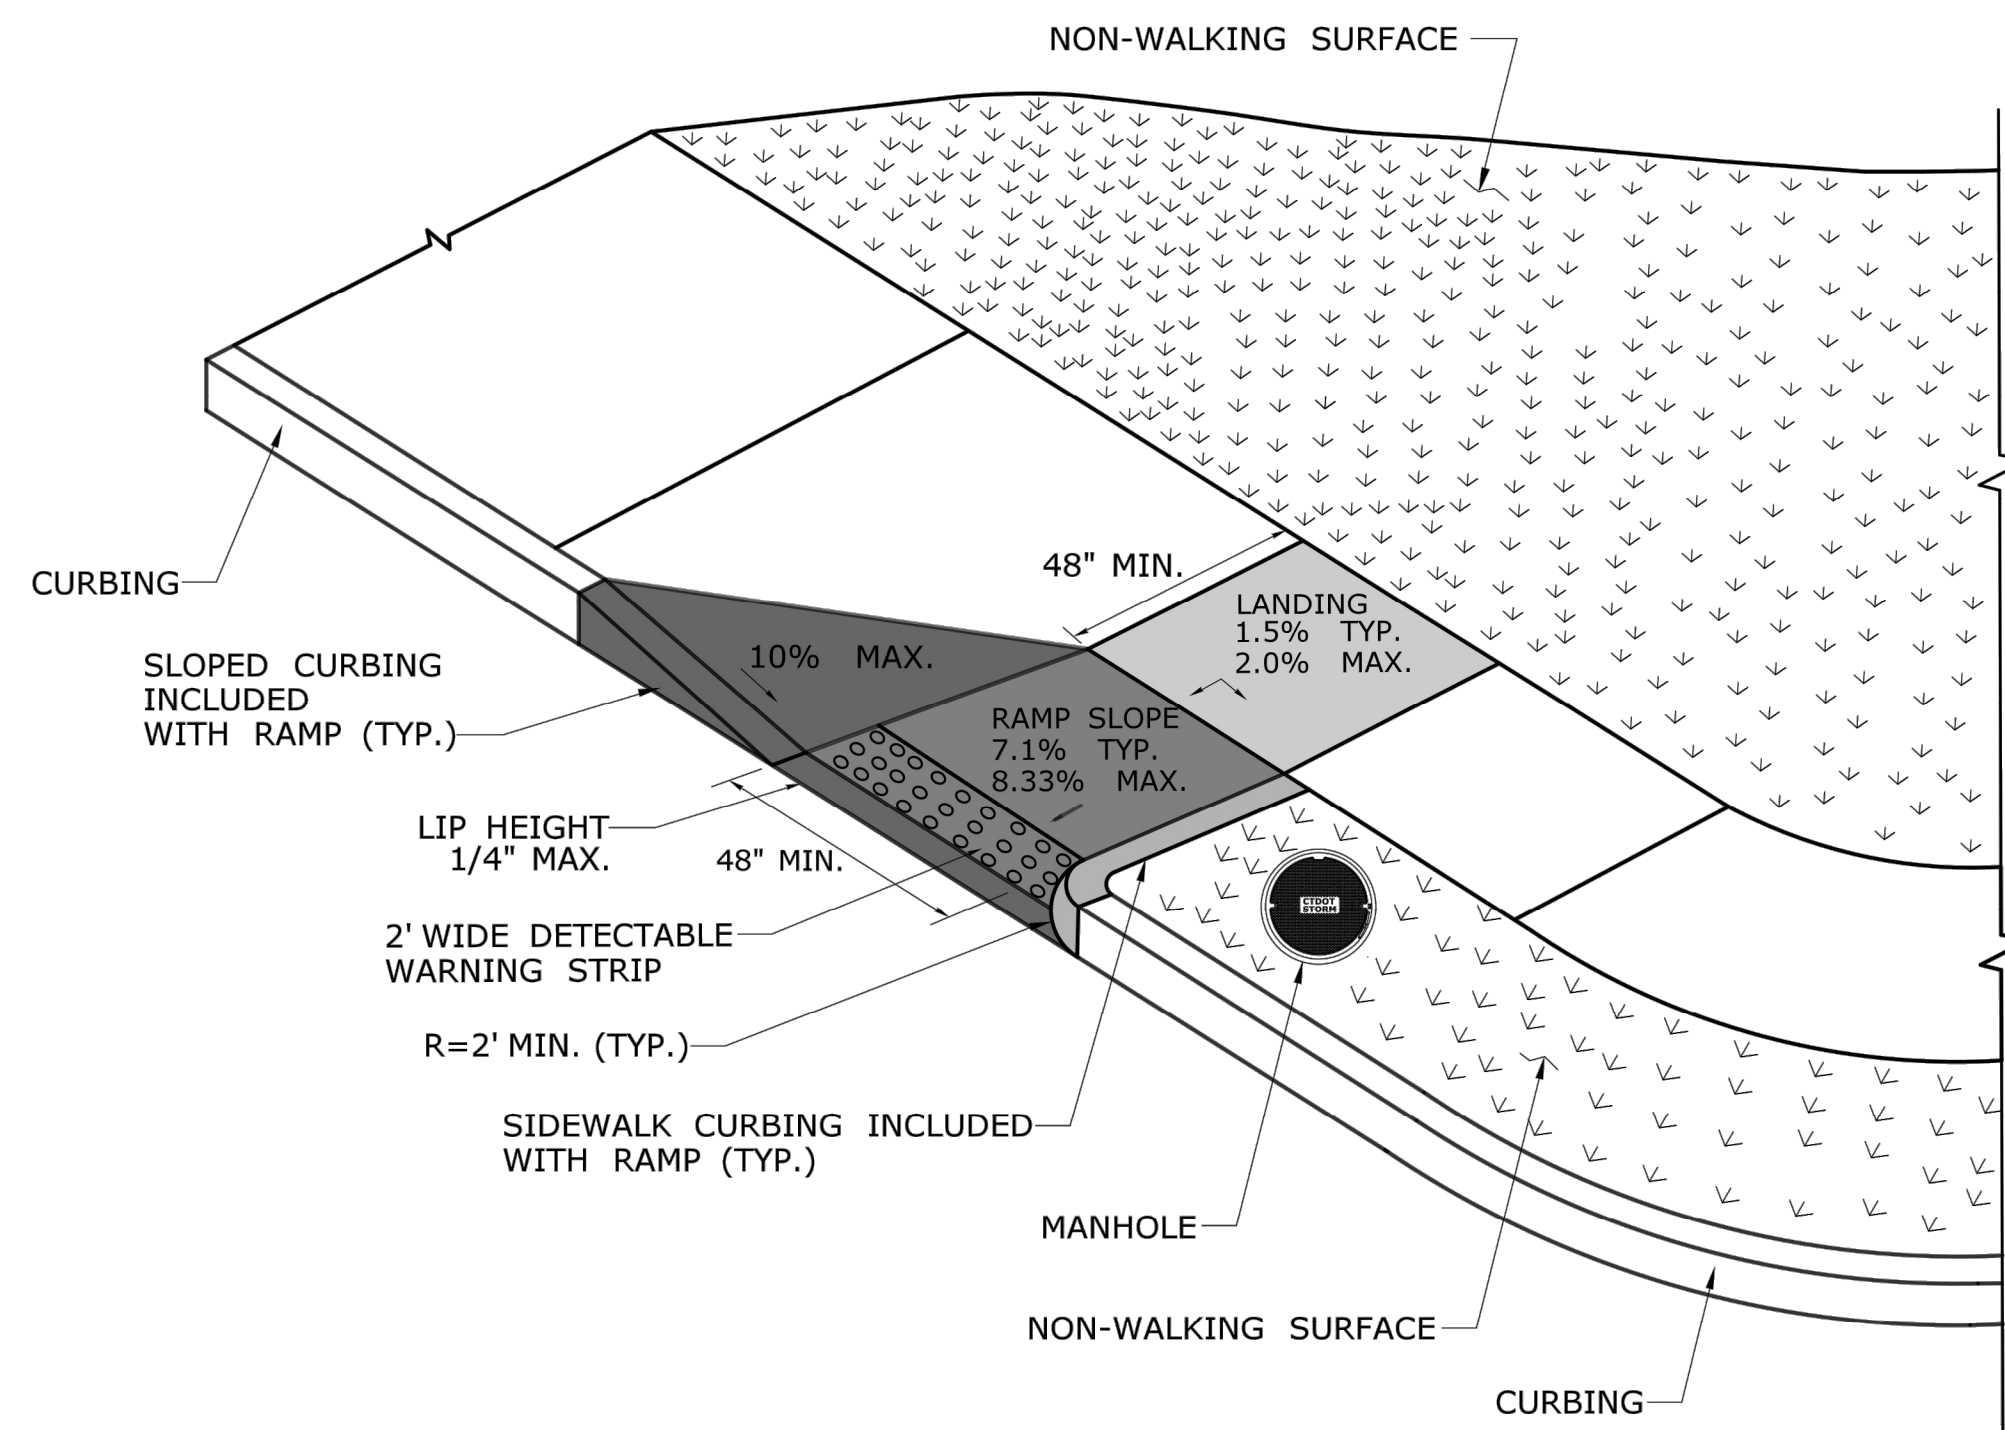 NON-WALKING SURFACE
48" MIN.
CURBING
LANDING
1.5% TYP.
2.0% MAX.
10% MAX.
SLOPED CURBING
INCLUDED
WITH RAMP (TYP.)
RAMP SLOPE
7.1% TYP.
8.33% MAX.
LIP HEIGHT
1/4" MAX.
48" MIN.
CTDOT
STORM
2' WIDE DETECTABLE
WARNING STRIP
R=2' MIN. (TYP.)
SIDEWALK CURBING INCLUDED
WITH RAMP (TYP.)
MANHOLE
NON-WALKING SURFACE
CURBING